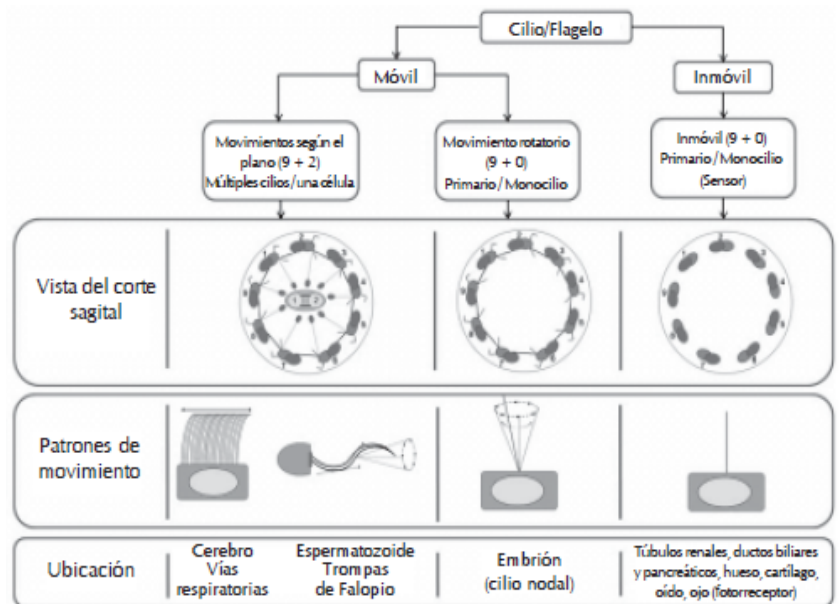 Cilio/Flagelo
Móvil
Inmóvil
Movimientos según el
plano (9 + 2)
Múltiples cilios/una célula
Movimiento rotatorio
(9 + 0)
Primario/Monocilio
Inmóvil (9 + 0)
Primario/Monocilio
(Sensor)
Vista del corte
sagital
1 2
Patrones de
movimiento
Ubicación
Cerebro
Vías
respiratorias
Espermatozoide
Trompas
de Falopio
Embrión
(cilio nodal)
Túbulos renales, ductos biliares
y pancreáticos, hueso, cartílago,
oído, ojo (fotorreceptor)